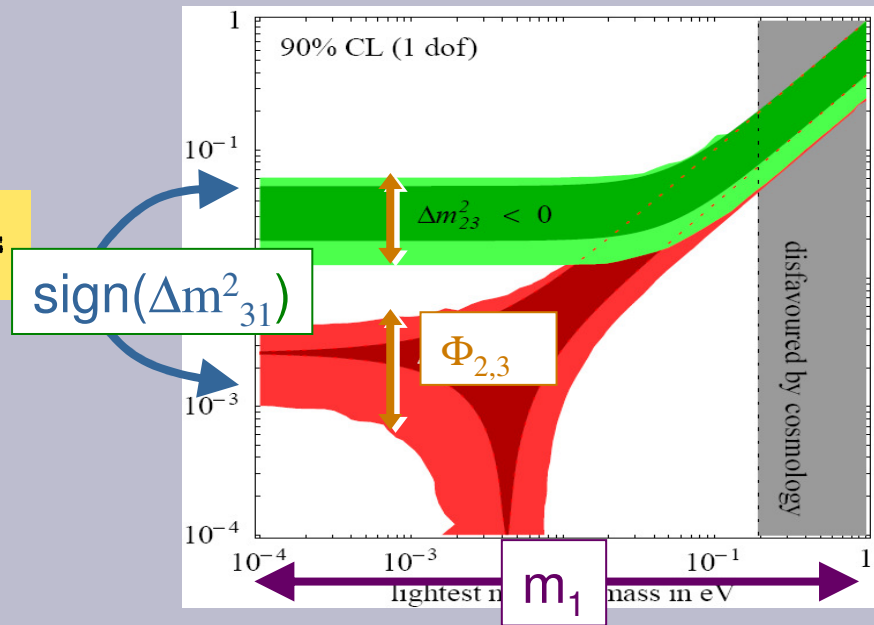 1
90% CL (1 dof)
10⁻¹
Δm²₂₃ < 0
sign(Δm²₃₁)
Φ₂,₃
10⁻³
disfavoured by cosmology
10⁻⁴
10⁻⁴ 10⁻³ 10⁻¹ 1
m₁
lightest mass in eV